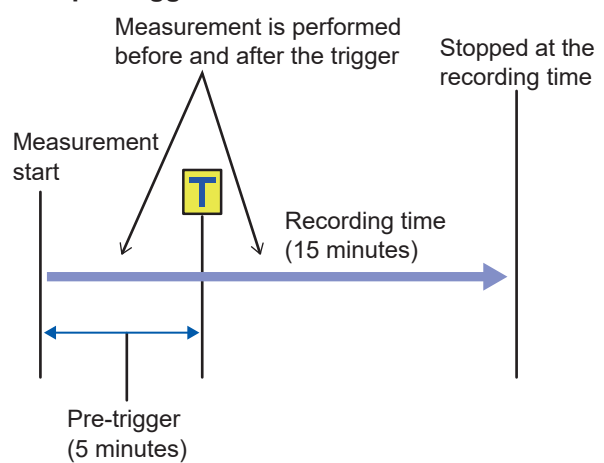 Measurement is performed
before and after the trigger
Stopped at the
recording time
Measurement
start
T
Recording time
(15 minutes)
Pre-trigger
(5 minutes)